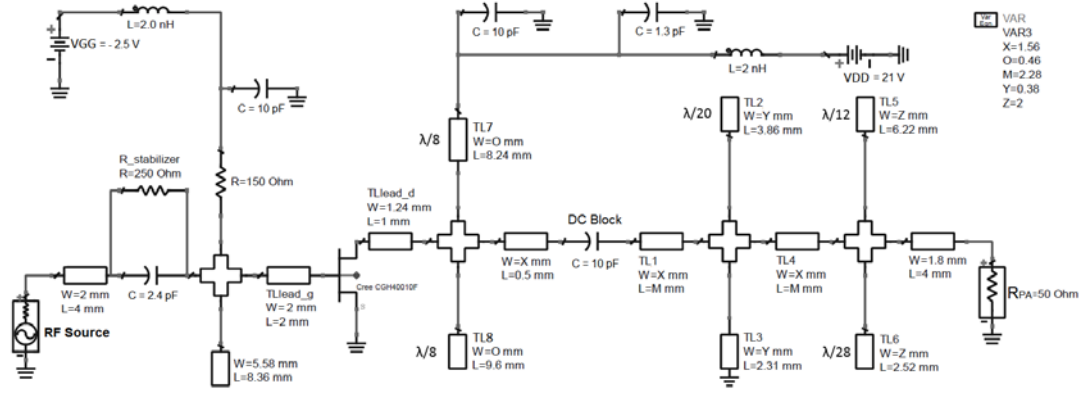 L=2.0 nH
VGG = - 2.5 V
C = 10 pF
R_stabilizer
R=250 Ohm
R=150 Ohm
W=2 mm
L=4 mm
C = 2.4 pF
RF Source
TLlead_g
W= 2 mm
L=2 mm
W=5.58 mm
L=8.36 mm
Cree CGH40010F
TLlead_d
W=1.24 mm
L=1 mm
C = 10 pF
C = 1.3 pF
L=2 nH
VDD = 21 V
λ/8
TL7
W=O mm
L=8.24 mm
W=X mm
L=0.5 mm
DC Block
C = 10 pF
λ/8
TL8
W=O mm
L=9.6 mm
TL1
W=X mm
L=M mm
λ/20
TL2
W=Y mm
L=3.86 mm
TL3
W=Y mm
L=2.31 mm
TL4
W=X mm
L=M mm
λ/12
TL5
W=Z mm
L=6.22 mm
λ/28
TL6
W=Z mm
L=2.52 mm
W=1.8 mm
L=4 mm
RPA=50 Ohm
Var
Eqn
VAR
VAR3
X=1.56
O=0.46
M=2.28
Y=0.38
Z=2